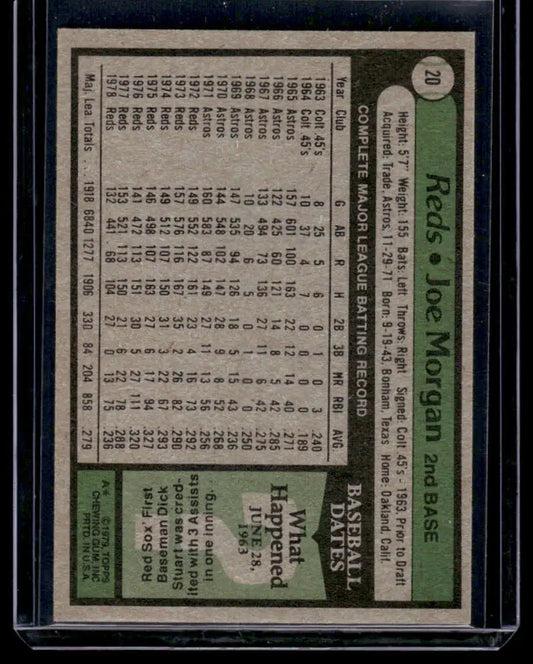 20
Reds • Joe Morgan 2nd BASE
Height: 5'7" Weight: 155 Bats: Left Throws: Right Signed: Colt 45's - 1963, Prior to Draft
Acquired: Trade, Astros, 11-29-71 Born: 9-19-43, Bonham, Texas Home: Oakland, Calif.
COMPLETE MAJOR LEAGUE BATTING RECORD
Year Club G AB R H 2B 3B HR RBI AVG
1963 Colt 45's 8 25 5 6 0 1 0 3 .240
1964 Colt 45's 10 37 4 7 0 0 0 0 .189
1965 Astros 157 601 100 163 22 12 14 40 .271
1966 Astros 122 425 60 121 14 8 5 42 .285
1967 Astros 133 494 73 136 27 11 6 42 .275
1968 Astros 10 20 6 5 0 1 0 0 .250
1969 Astros 147 535 94 126 18 5 15 43 .236
1970 Astros 144 548 102 147 28 9 8 52 .268
1971 Astros 160 583 87 149 27 11 13 56 .256
1972 Reds 149 552 122 161 23 4 16 73 .292
1973 Reds 157 576 116 167 35 2 26 82 .290
1974 Reds 149 512 107 150 31 3 22 67 .293
1975 Reds 146 498 107 163 27 6 17 94 .327
1976 Reds 141 472 113 151 30 5 27 111 .320
1977 Reds 153 521 113 150 21 6 22 78 .288
1978 Reds 132 441 68 104 27 0 13 75 .236
Maj. Lea. Totals . . . 1918 6840 1277 1906 330 84 204 858 .279
BASEBALL
DATES
What
Happened
JUNE 28,
1963
Red Sox, First
Baseman Dick
Stuart was cred-
ited with 3 Assists
in one inning.
A* ©1979, TOPPS
CHEWING GUM, INC
PRTD. IN U.S.A.